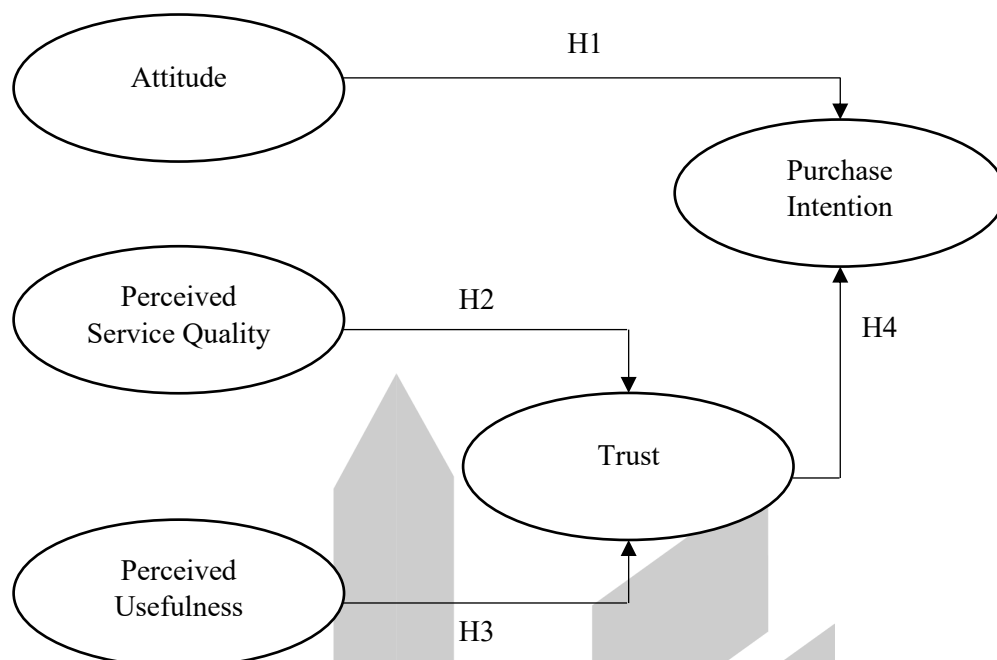 H1
Attitude
Purchase
Intention
Perceived
Service Quality
H2
H4
Trust
Perceived
Usefulness
H3